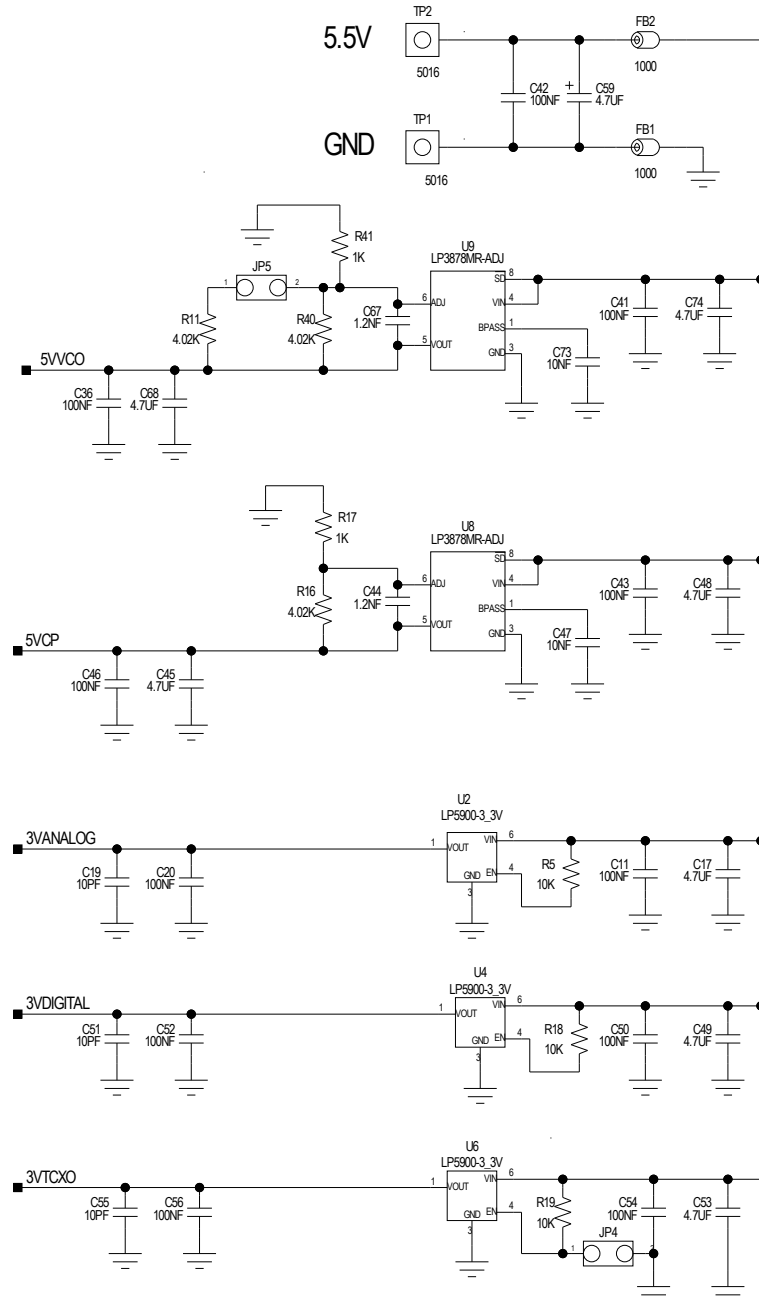 TP2
FB2
5.5V
5016
1000
C42
100NF
+
C59
4.7UF
TP1
FB1
GND
5016
1000
R41
1K
U9
LP3878MR-ADJ
JP5
1
2
SD
8
R11
4.02K
R40
4.02K
C67
1.2NF
6
ADJ
VIN
4
C41
100NF
C74
4.7UF
BPASS
1
5
VOUT
GND
3
C73
10NF
5VVCO
C36
100NF
C68
4.7UF
R17
1K
U8
LP3878MR-ADJ
SD
8
R16
4.02K
C44
1.2NF
6
ADJ
VIN
4
C43
100NF
C48
4.7UF
BPASS
1
5
VOUT
GND
3
C47
10NF
5VCP
C46
100NF
C45
4.7UF
U2
LP5900-3_3V
3VANALOG
1
VOUT
VIN
6
C19
10PF
C20
100NF
GND
EN
4
3
R5
10K
C11
100NF
C17
4.7UF
U4
LP5900-3_3V
3VDIGITAL
1
VOUT
VIN
6
C51
10PF
C52
100NF
GND
EN
4
3
R18
10K
C50
100NF
C49
4.7UF
U6
LP5900-3_3V
3VTCXO
1
VOUT
VIN
6
C55
10PF
C56
100NF
GND
EN
4
3
R19
10K
C54
100NF
C53
4.7UF
JP4
1